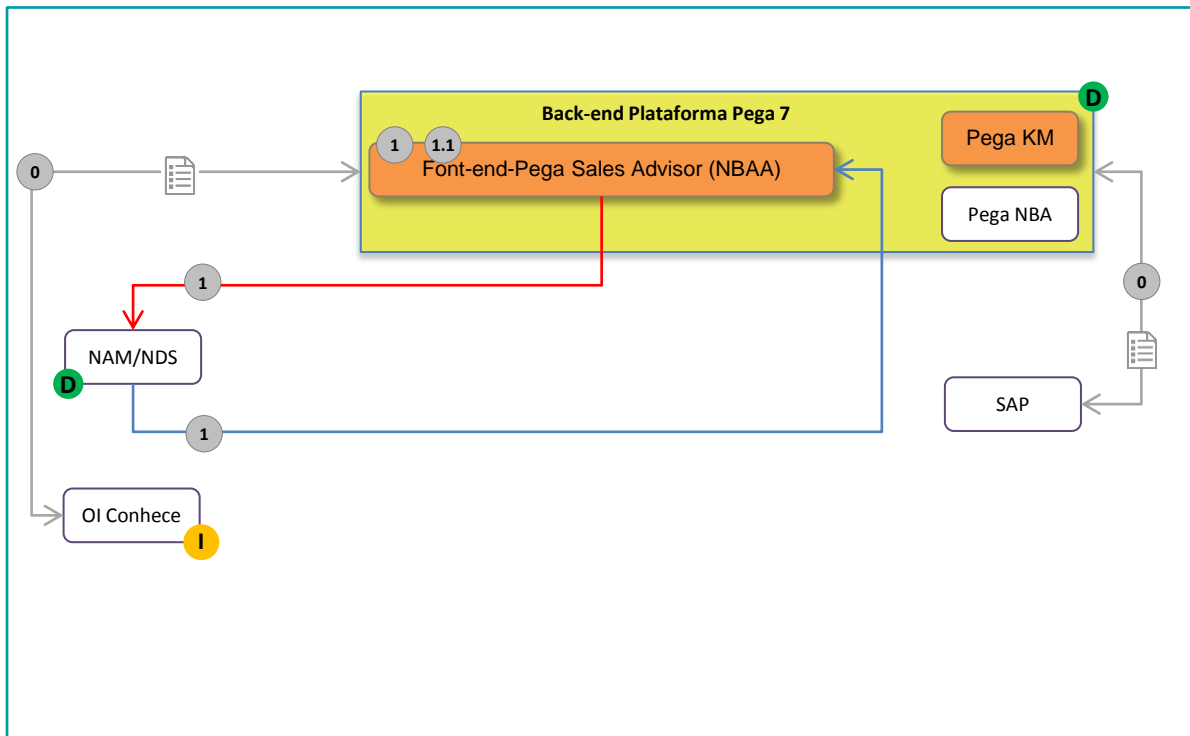 D
Back-end Plataforma Pega 7
1
1.1
Pega KM
Font-end-Pega Sales Advisor (NBAA)
0
Pega NBA
1
0
NAM/NDS
D
SAP
1
OI Conhece
I